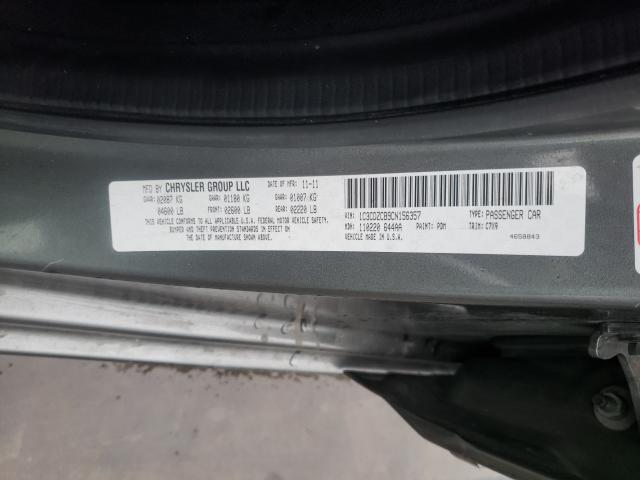 MFD BY CHRYSLER GROUP LLC
DATE OF MFR 11-11
GVWR: 02087 KG GAWR: 01180 KG GAWR: 01007 KG
04600 LB FRONT: 02600 LB REAR: 02220 LB
THIS VEHICLE CONFORMS TO ALL APPLICABLE U.S.A. FEDERAL MOTOR VEHICLE SAFETY,
BUMPER AND THEFT PREVENTION STANDARDS IN EFFECT ON
THE DATE OF MANUFACTURE SHOWN ABOVE.
VIN: 1C3CDZCB9CN156357 TYPE: PASSENGER CAR
MDH: 110220 644AA PAINT: PDM TRIM: C7X9
VEHICLE MADE IN U.S.A. 4658843